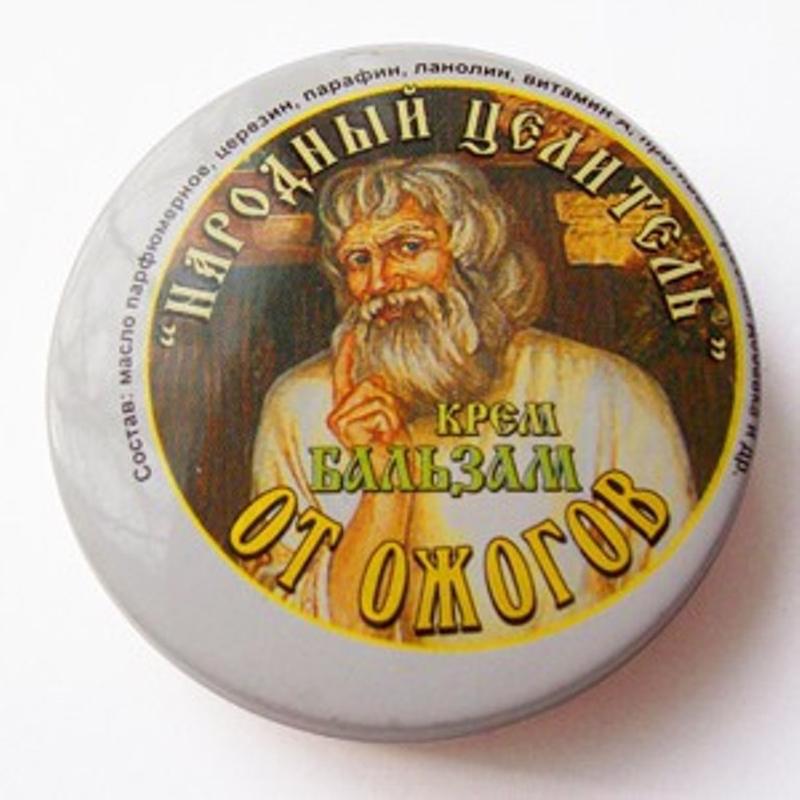 Состав: масло парфюмерное, церезин, парафин, ланолин, витамин А,
"НАРОДНЫЙ ЦЕЛИТЕЛЬ"
КРЕМ
БАЛЬЗАМ
ОТ ОЖОГОВ
и др.